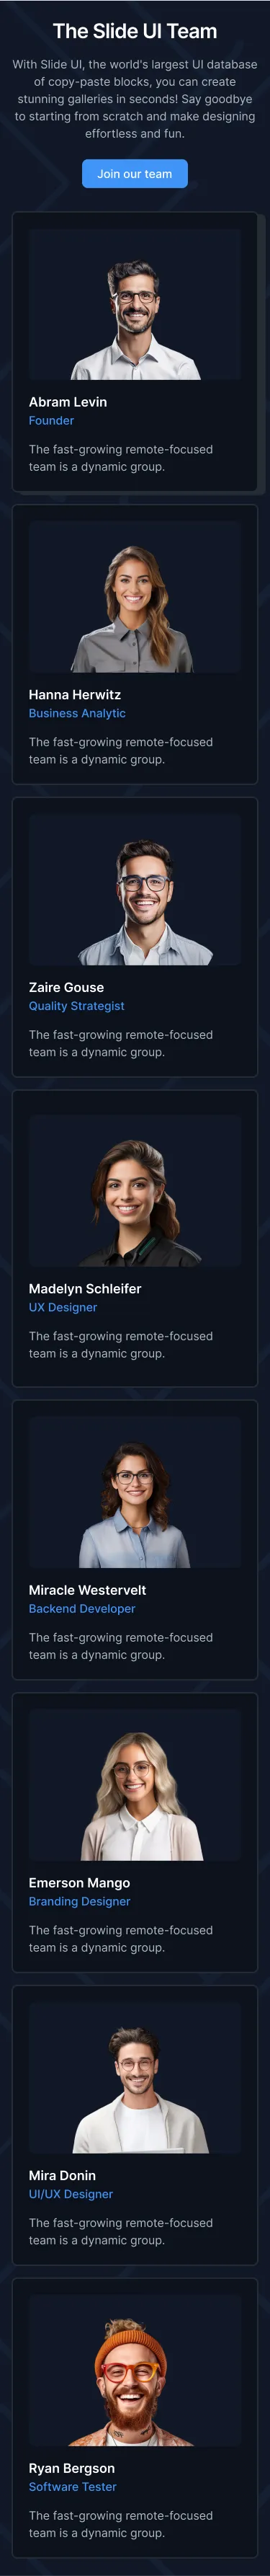 The Slide UI Team
With Slide UI, the world's largest UI database
of copy-paste blocks, you can create
stunning galleries in seconds! Say goodbye
to starting from scratch and make designing
effortless and fun.
Join our team
Abram Levin
Founder
The fast-growing remote-focused
team is a dynamic group.
Hanna Herwitz
Business Analytic
The fast-growing remote-focused
team is a dynamic group.
Zaire Gouse
Quality Strategist
The fast-growing remote-focused
team is a dynamic group.
Madelyn Schleifer
UX Designer
The fast-growing remote-focused
team is a dynamic group.
Miracle Westervelt
Backend Developer
The fast-growing remote-focused
team is a dynamic group.
Emerson Mango
Branding Designer
The fast-growing remote-focused
team is a dynamic group.
Mira Donin
UI/UX Designer
The fast-growing remote-focused
team is a dynamic group.
Ryan Bergson
Software Tester
The fast-growing remote-focused
team is a dynamic group.